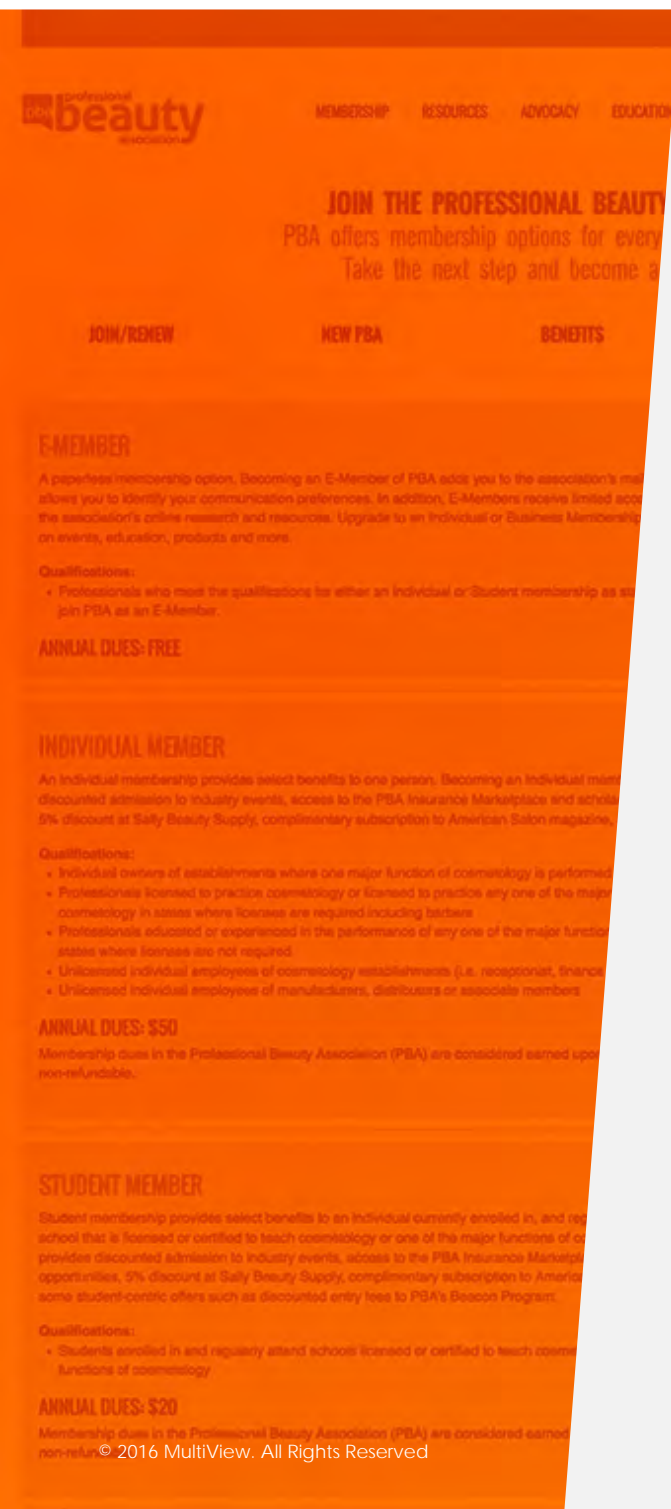 professional
pba beauty
association
MEMBERSHIP RESOURCES ADVOCACY EDUCATION
JOIN THE PROFESSIONAL BEAUTY
PBA offers membership options for every
Take the next step and become a
JOIN/RENEW NEW PBA BENEFITS
E-MEMBER
A paperless membership option. Becoming an E-Member of PBA adds you to the association's
allows you to identify your communication preferences. In addition, E-Members receive limited
the association's online research and resources. Upgrade to an Individual or Business Membership
on events, education, products and more.
Qualifications:
• Professionals who meet the qualifications for either an Individual or Student membership as
join PBA as an E-Member.
ANNUAL DUES: FREE
INDIVIDUAL MEMBER
An Individual membership provides select benefits to one person. Becoming an Individual
discounted admission to industry events, access to the PBA Insurance Marketplace and
5% discount at Sally Beauty Supply, complimentary subscription to American Salon magazine,
Qualifications:
• Individual owners of establishments where one major function of cosmetology is performed
• Professionals licensed to practice cosmetology or licensed to practice any one of the major
cosmetology in states where licenses are required including barbers
• Professionals educated or experienced in the performance of any one of the major
states where licenses are not required
• Unlicensed individual employees of cosmetology establishments (i.e. receptionist, finance
• Unlicensed individual employees of manufacturers, distributors or associate members
ANNUAL DUES: $50
Membership dues in the Professional Beauty Association (PBA) are considered earned upon
non-refundable.
STUDENT MEMBER
Student membership provides select benefits to an individual currently enrolled in, and
school that is licensed or certified to teach cosmetology or one of the major functions of
provides discounted admission to industry events, access to the PBA Insurance
opportunities, 5% discount at Sally Beauty Supply, complimentary subscription to
some student-centric offers such as discounted entry fees to PBA's Beacon Program.
Qualifications:
• Students enrolled in and regularly attend schools licensed or certified to teach
functions of cosmetology
ANNUAL DUES: $20
Membership dues in the Professional Beauty Association (PBA) are considered earned
© 2016 MultiView. All Rights Reserved